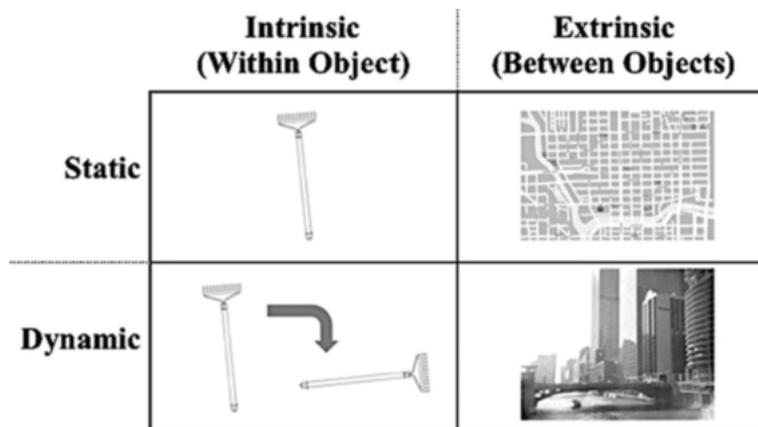 Intrinsic
(Within Object)
Extrinsic
(Between Objects)
Static
Dynamic